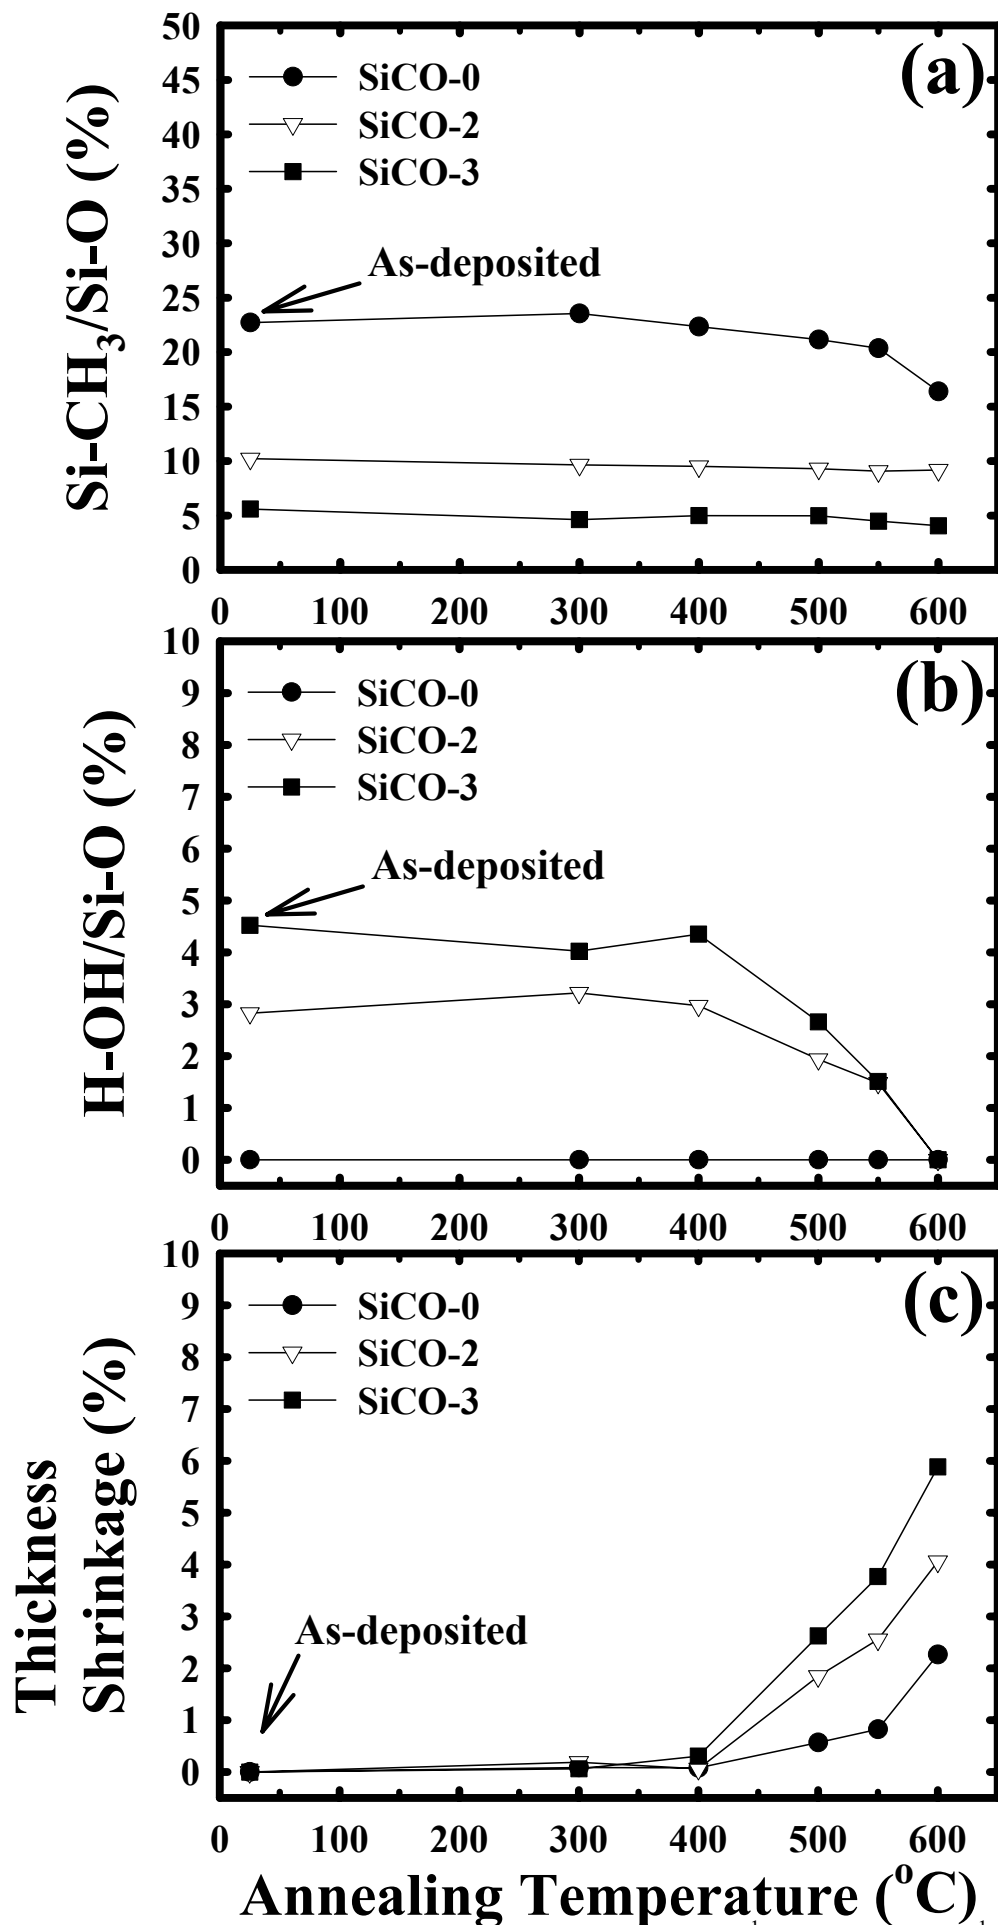 Si-CH3/Si-O (%)
50
45
40
35
30
25
20
15
10
5
0
(a)
SiCO-0
SiCO-2
SiCO-3
As-deposited
0 100 200 300 400 500 600
H-OH/Si-O (%)
10
9
8
7
6
5
4
3
2
1
0
(b)
SiCO-0
SiCO-2
SiCO-3
As-deposited
0 100 200 300 400 500 600
Thickness
Shrinkage (%)
10
9
8
7
6
5
4
3
2
1
0
(c)
SiCO-0
SiCO-2
SiCO-3
As-deposited
0 100 200 300 400 500 600
Annealing Temperature (oC)